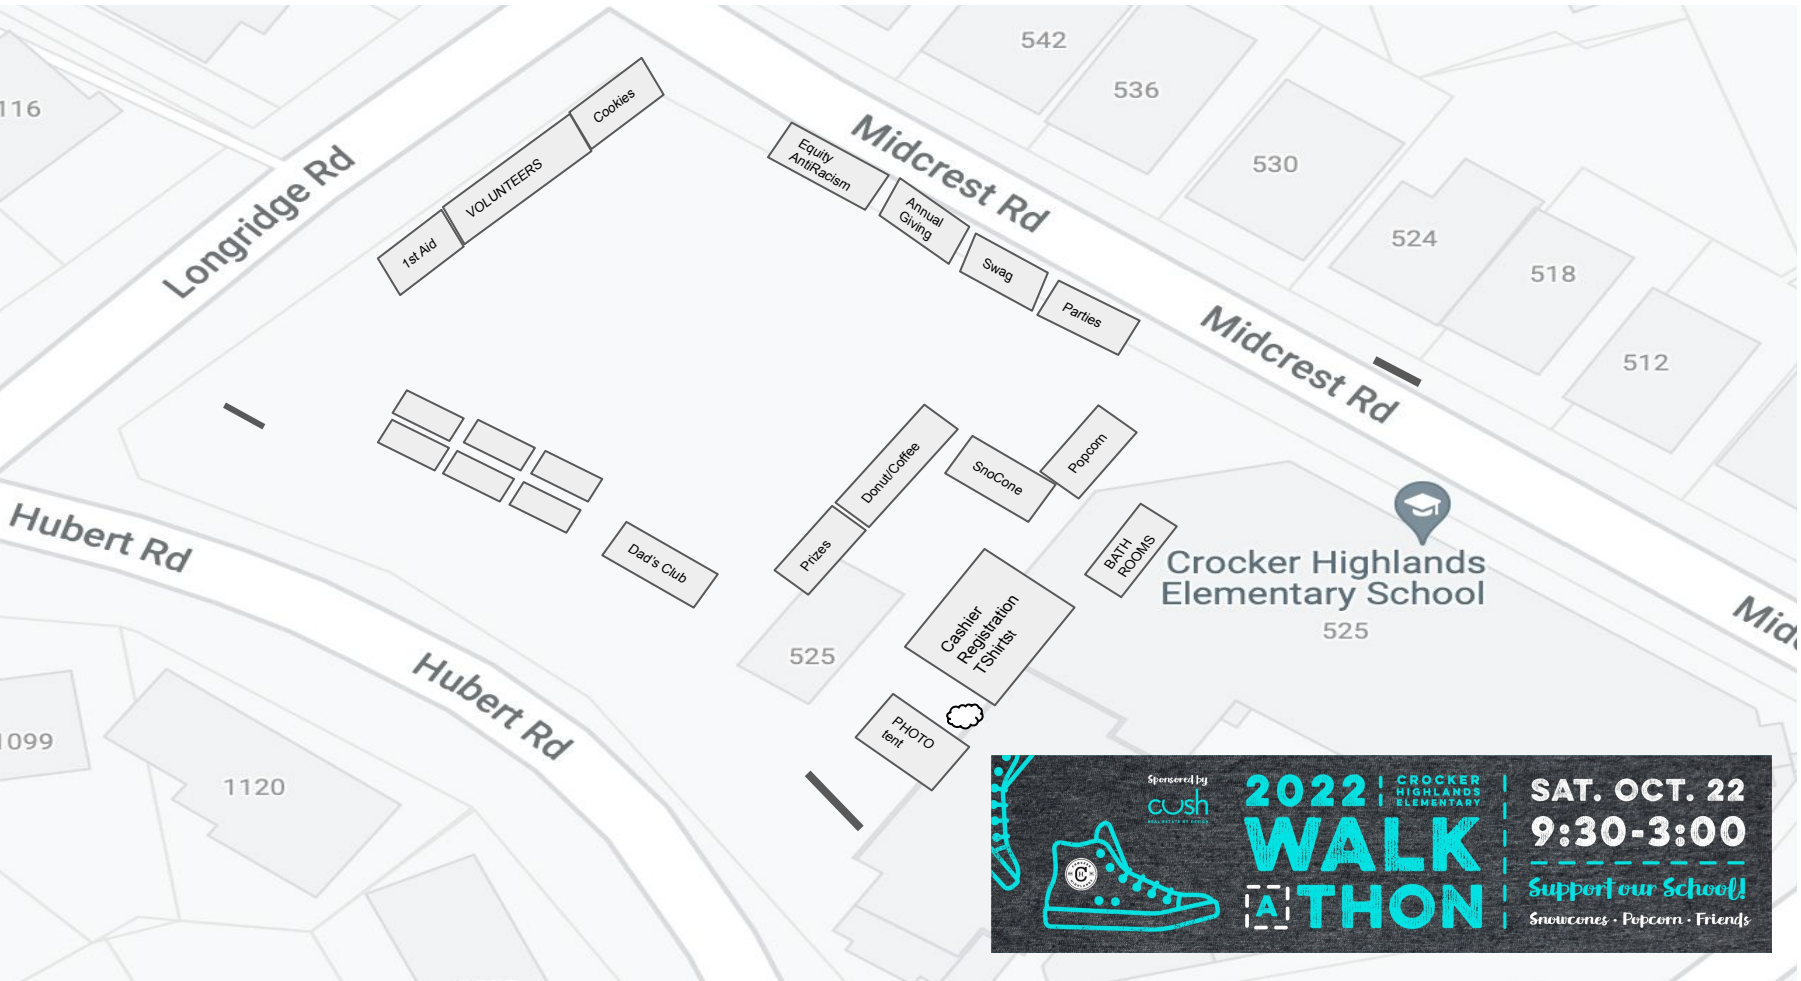 542
536
116
Cookies
Midcrest Rd
Equity
AntiRacism
530
Longridge Rd
VOLUNTEERS
Annual
Giving
1st Aid
524
Swag
518
Parties
Midcrest Rd
512
Donut/Coffee
Popcorn
SnoCone
Hubert Rd
BATH
ROOMS
Prizes
Dad's Club
Crocker Highlands
Elementary School
525
Cashier
Registration
TShirtst
525
Hubert Rd
PHOTO
tent
1099
1120
Sponsored by
cush
2022
CROCKER
HIGHLANDS
ELEMENTARY
WALK
A THON
SAT. OCT. 22
9:30-3:00
Support our School!
Snowcones · Popcorn · Friends